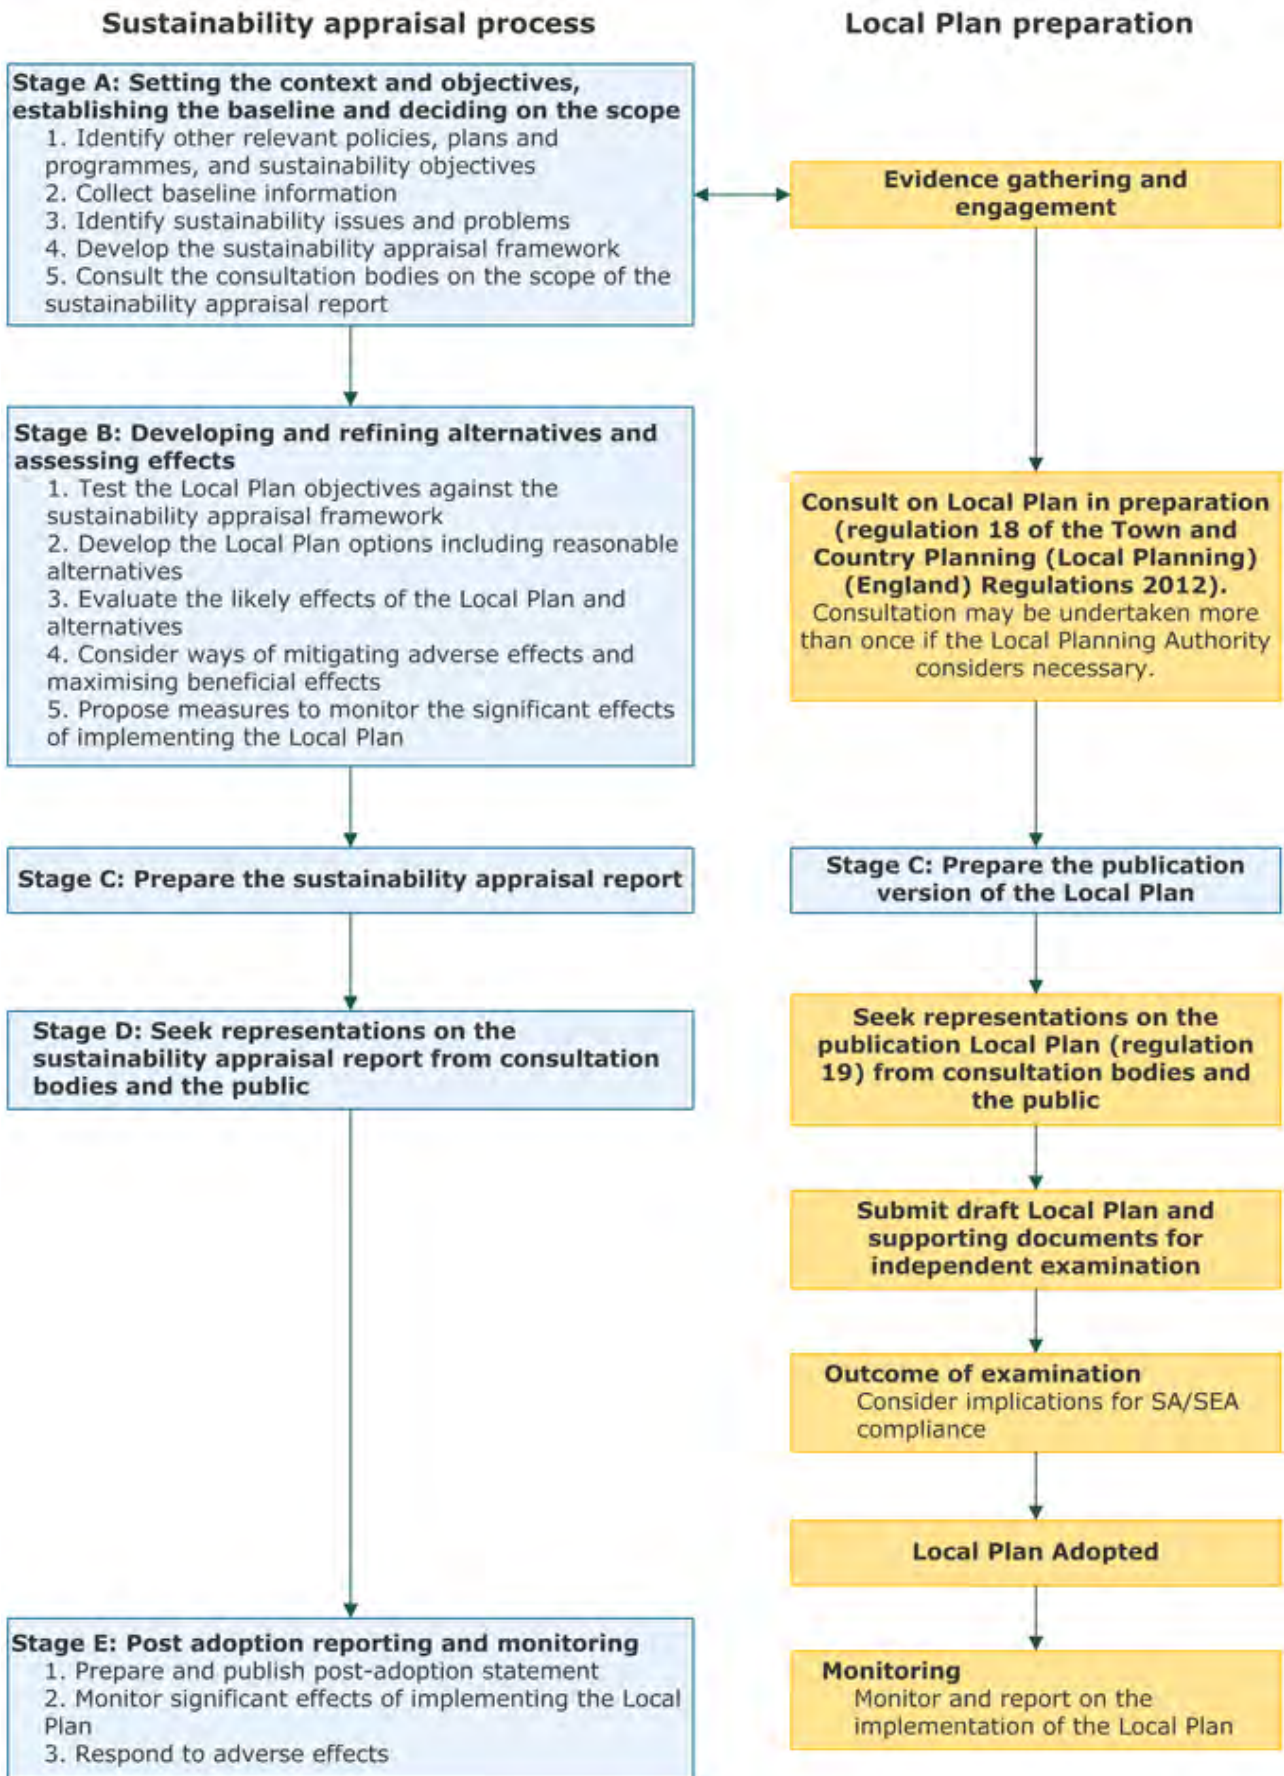 Sustainability appraisal process
Local Plan preparation
Stage A: Setting the context and objectives,
establishing the baseline and deciding on the scope
1. Identify other relevant policies, plans and
programmes, and sustainability objectives
2. Collect baseline information
3. Identify sustainability issues and problems
4. Develop the sustainability appraisal framework
5. Consult the consultation bodies on the scope of the
sustainability appraisal report
Evidence gathering and
engagement
Stage B: Developing and refining alternatives and
assessing effects
1. Test the Local Plan objectives against the
sustainability appraisal framework
2. Develop the Local Plan options including reasonable
alternatives
3. Evaluate the likely effects of the Local Plan and
alternatives
4. Consider ways of mitigating adverse effects and
maximising beneficial effects
5. Propose measures to monitor the significant effects
of implementing the Local Plan
Consult on Local Plan in preparation
(regulation 18 of the Town and
Country Planning (Local Planning)
(England) Regulations 2012).
Consultation may be undertaken more
than once if the Local Planning Authority
considers necessary.
Stage C: Prepare the sustainability appraisal report
Stage C: Prepare the publication
version of the Local Plan
Stage D: Seek representations on the
sustainability appraisal report from consultation
bodies and the public
Seek representations on the
publication Local Plan (regulation
19) from consultation bodies and
the public
Submit draft Local Plan and
supporting documents for
independent examination
Outcome of examination
Consider implications for SA/SEA
compliance
Local Plan Adopted
Stage E: Post adoption reporting and monitoring
1. Prepare and publish post-adoption statement
2. Monitor significant effects of implementing the Local
Plan
3. Respond to adverse effects
Monitoring
Monitor and report on the
implementation of the Local Plan